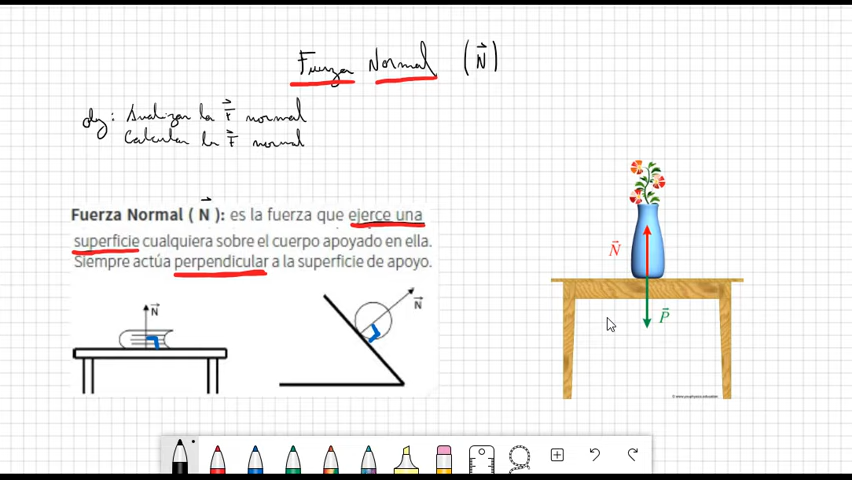 Fuerza Normal (N⃗)
obj: Analizar la F⃗ normal
Calcular la F⃗ normal
Fuerza Normal ( N⃗ ): es la fuerza que ejerce una
superficie cualquiera sobre el cuerpo apoyado en ella.
Siempre actúa perpendicular a la superficie de apoyo.
N⃗
N⃗
N⃗
P⃗